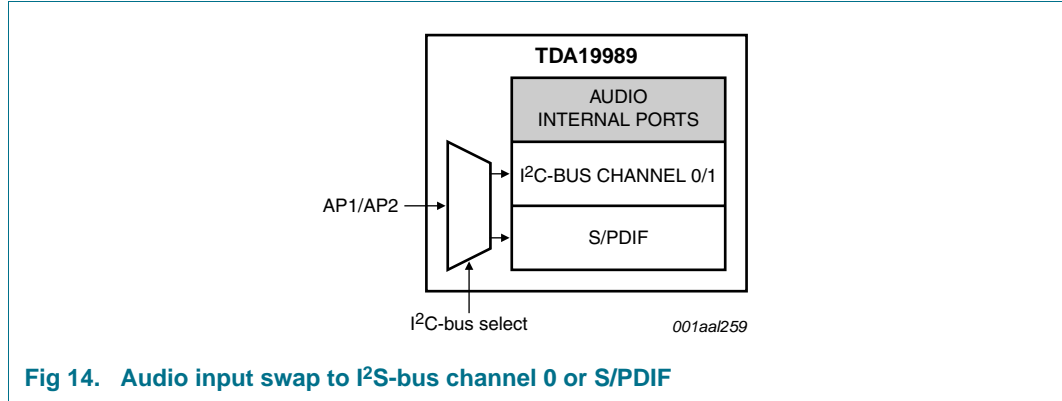 TDA19989
AUDIO
INTERNAL PORTS
I2C-BUS CHANNEL 0/1
AP1/AP2
S/PDIF
I2C-bus select
001aal259
Fig 14. Audio input swap to I2S-bus channel 0 or S/PDIF